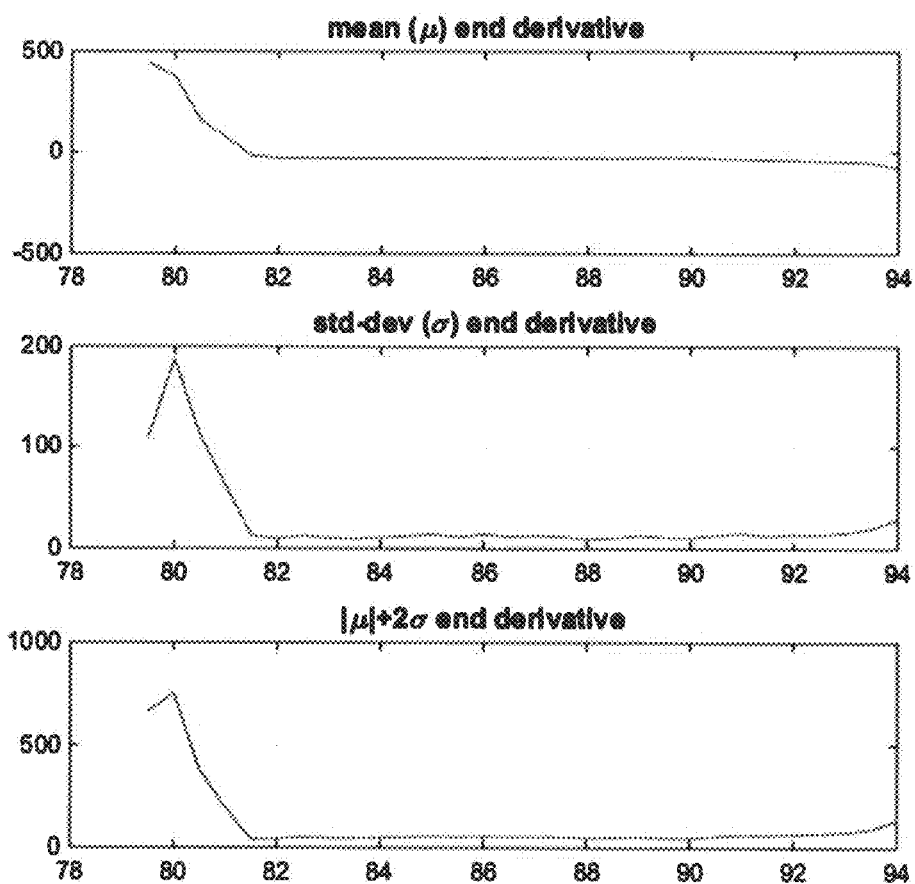 mean (μ) end derivative
500
0
-500
78 80 82 84 86 88 90 92 94
std-dev (σ) end derivative
200
100
0
78 80 82 84 86 88 90 92 94
|μ|+2σ end derivative
1000
500
0
78 80 82 84 86 88 90 92 94